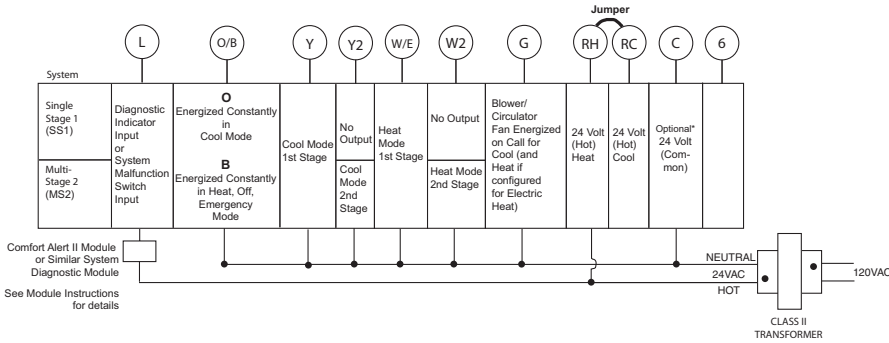 Jumper
L
O/B
Y
Y2
W/E
W2
G
RH
RC
C
6
System
Single
Stage 1
(SS1)
Multi-
Stage 2
(MS2)
Diagnostic
Indicator
Input
or
System
Malfunction
Switch
Input
O
Energized Constantly
in
Cool Mode
B
Energized Constantly
in Heat, Off,
Emergency
Mode
Cool Mode
1st Stage
No
Output
Cool
Mode
2nd
Stage
Heat
Mode
1st Stage
No Output
Heat Mode
2nd Stage
Blower/
Circulator
Fan Energized
on Call for
Cool (and
Heat if
configured
for Electric
Heat)
24 Volt
(Hot)
Heat
24 Volt
(Hot)
Cool
Optional*
24 Volt
(Com-
mon)
Comfort Alert II Module
or Similar System
Diagnostic Module
See Module Instructions
for details
NEUTRAL
24VAC
HOT
120VAC
CLASS II
TRANSFORMER